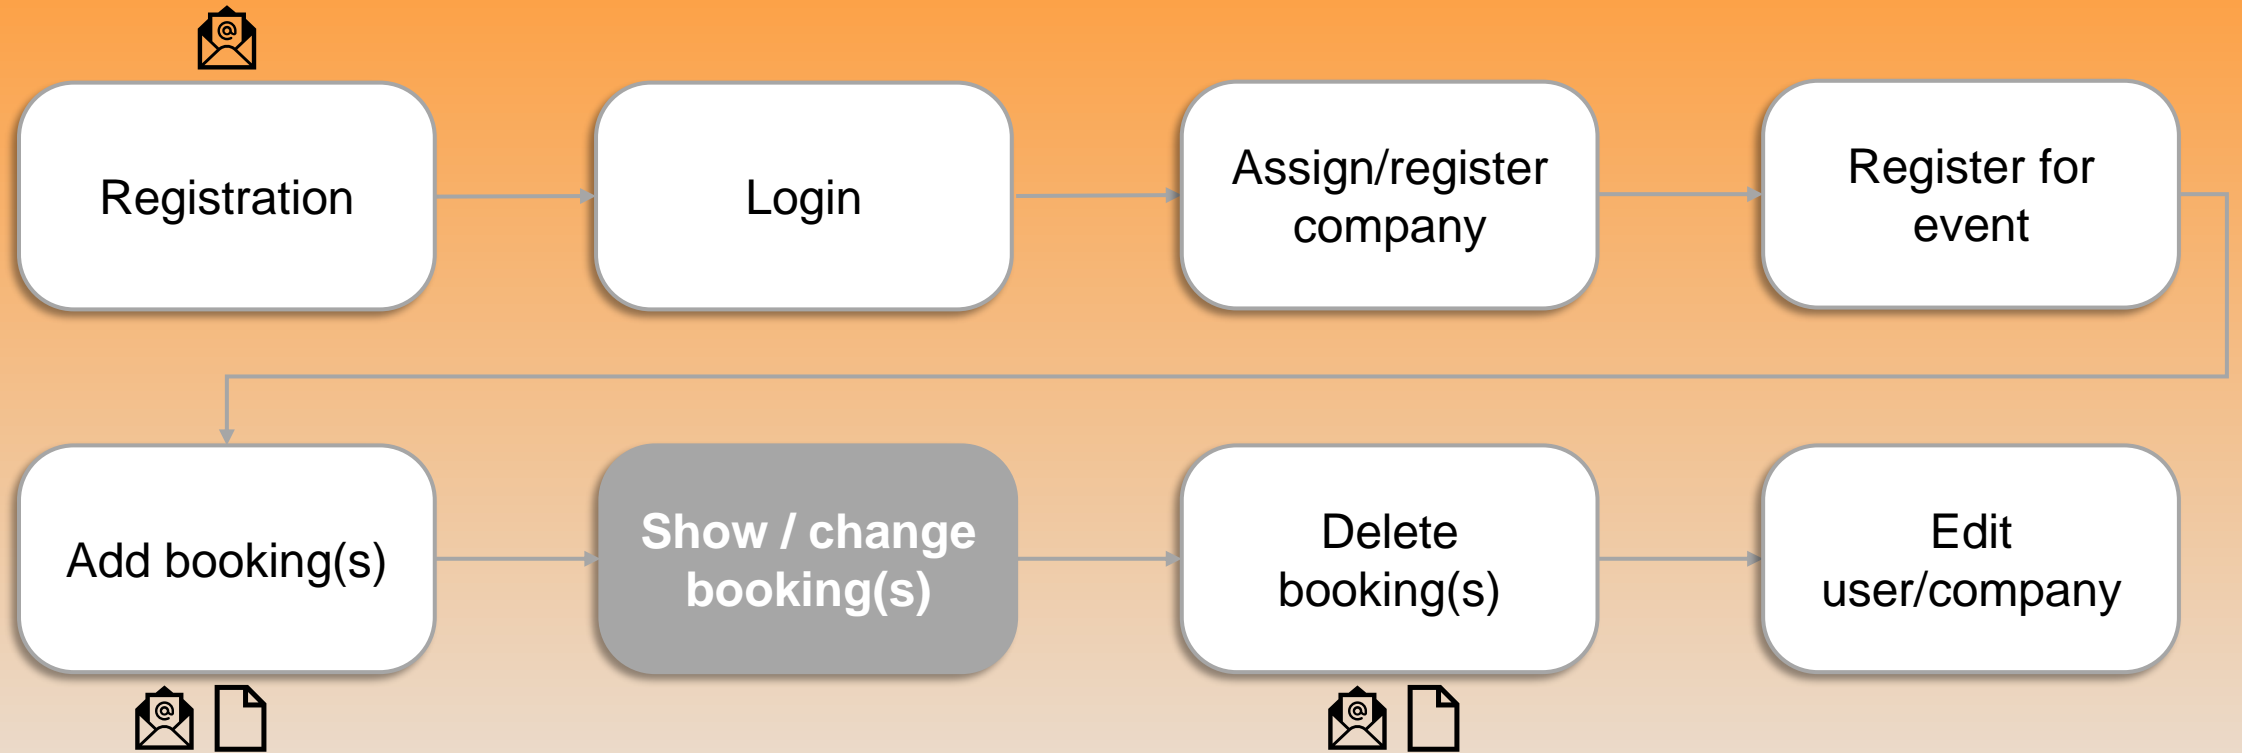 Registration
Login
Assign/register
company
Register for
event
Add booking(s)
Show / change
booking(s)
Delete
booking(s)
Edit
user/company